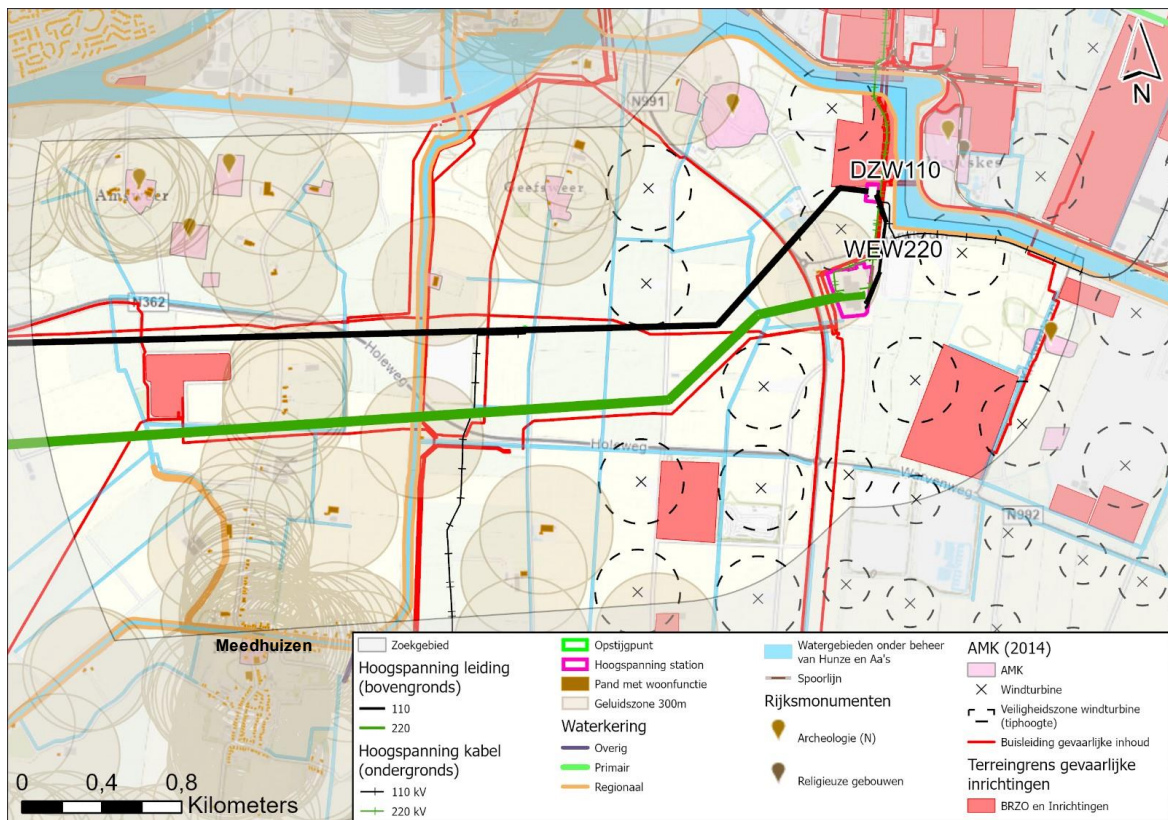 N991
N
DZW110
WEW220
Geefsweer
N362
Holeweg
Holeweg
Warvenweg
N992
Meedhuizen
0 0,4 0,8
Kilometers
Zoekgebied
Hoogspanning leiding
(bovengronds)
110
220
Hoogspanning kabel
(ondergronds)
110 kV
220 kV
Opstijgpunt
Hoogspanning station
Pand met woonfunctie
Geluidszone 300m
Waterkering
Overig
Primair
Regionaal
Watergebieden onder beheer
van Hunze en Aa's
Spoorlijn
Rijksmonumenten
Archeologie (N)
Religieuze gebouwen
AMK (2014)
AMK
Windturbine
Veiligheidszone windturbine
(tiphoogte)
Buisleiding gevaarlijke inhoud
Terreingrens gevaarlijke
inrichtingen
BRZO en Inrichtingen